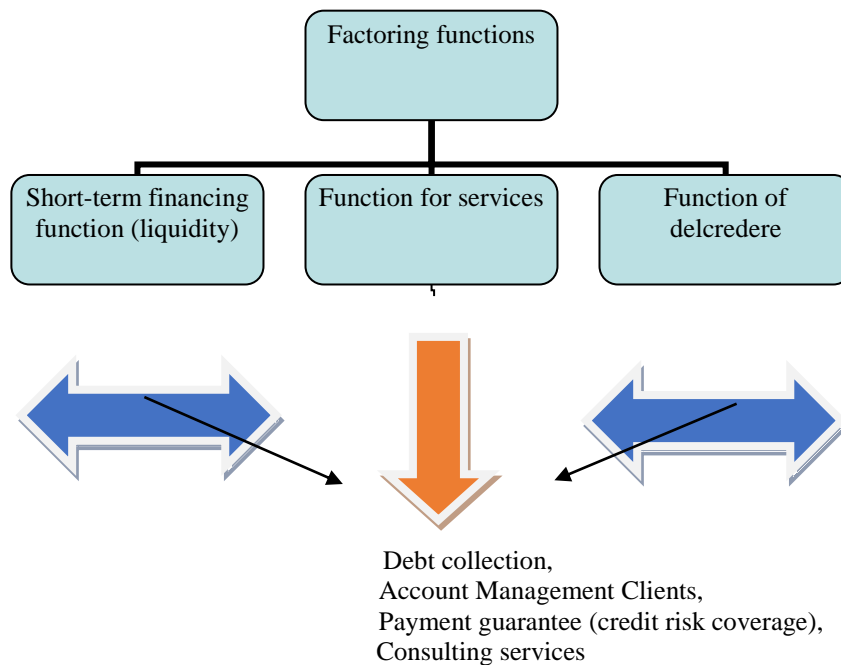 Factoring functions
Short-term financing
function (liquidity)
Function for services
Function of
delcredere
Debt collection,
Account Management Clients,
Payment guarantee (credit risk coverage),
Consulting services